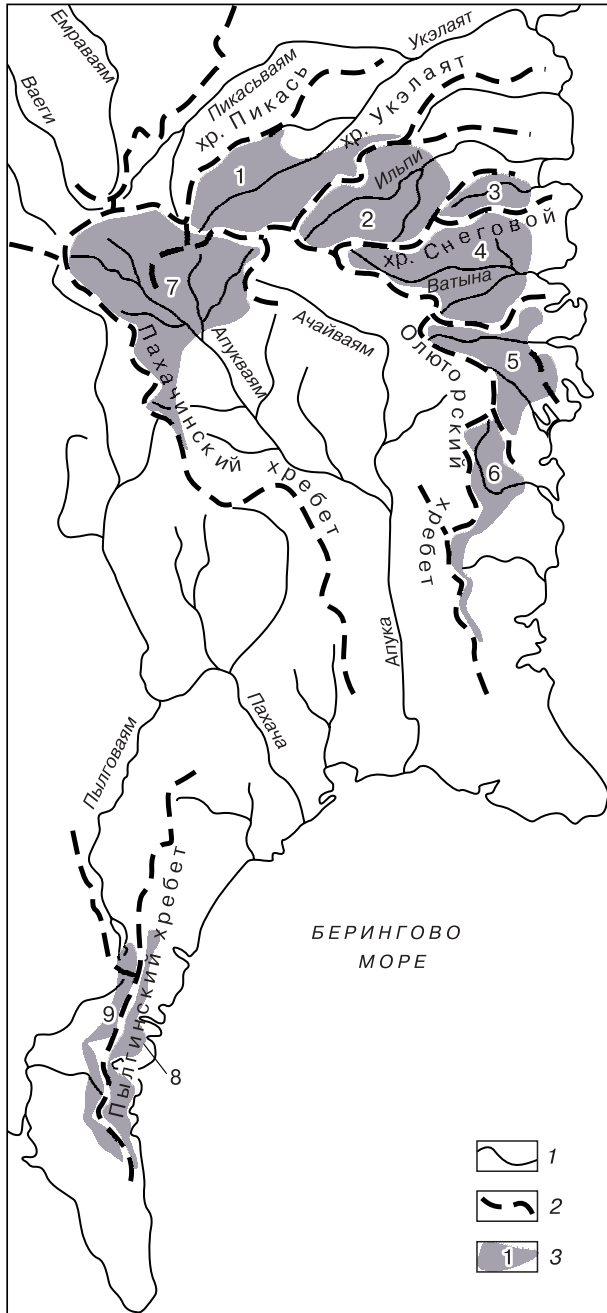 Емраваям
Ваеги
Пикасьваям
Укэлаят
хр. Пикась
хр. Укэлаят
1
Ильпи
2
3
хр. Снеговой
4
Ватына
7
Апукваям
Ачайваям
Олюторский хребет
5
6
Пахачинский хребет
Апука
Пахача
Пылговаям
Пылгинский хребет
БЕРИНГОВО
МОРЕ
9
8
1
2
1 3